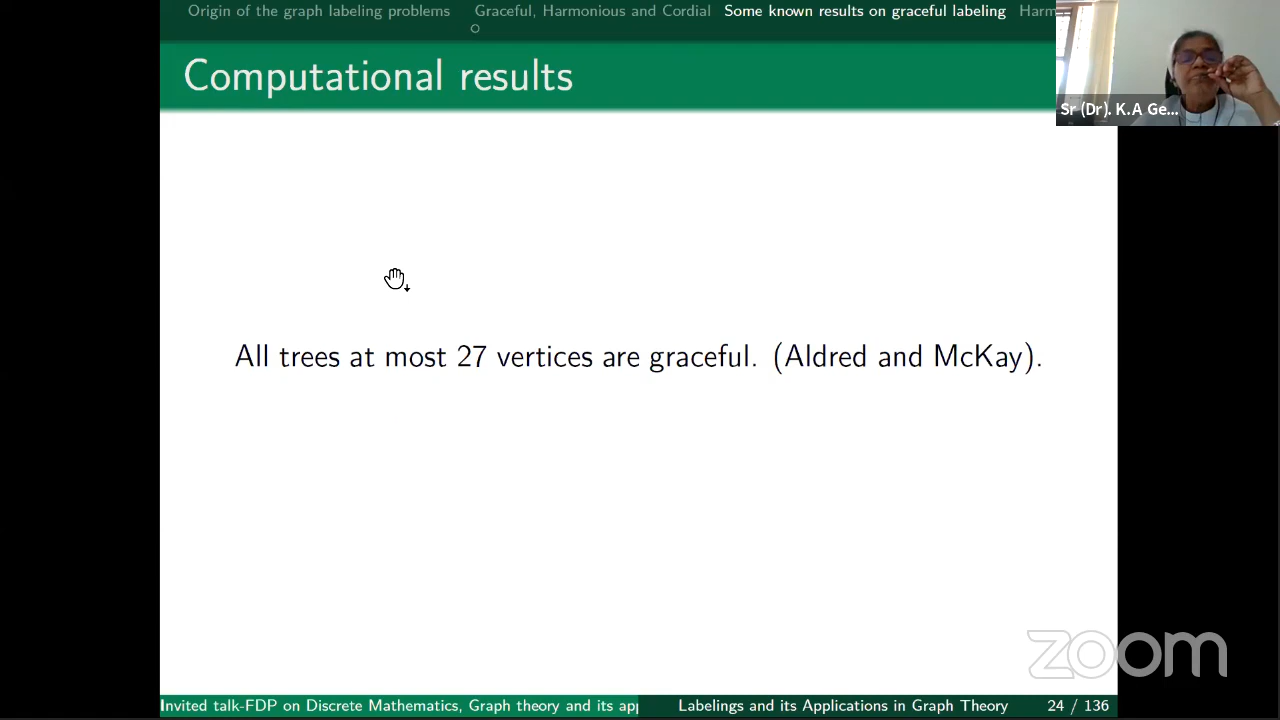 Origin of the graph labeling problems Graceful, Harmonious and Cordial Some known results on graceful labeling Harm
Computational results
Sr (Dr). K.A Ge...
All trees at most 27 vertices are graceful. (Aldred and McKay).
zoom
Invited talk-FDP on Discrete Mathematics, Graph theory and its app Labelings and its Applications in Graph Theory 24 / 136